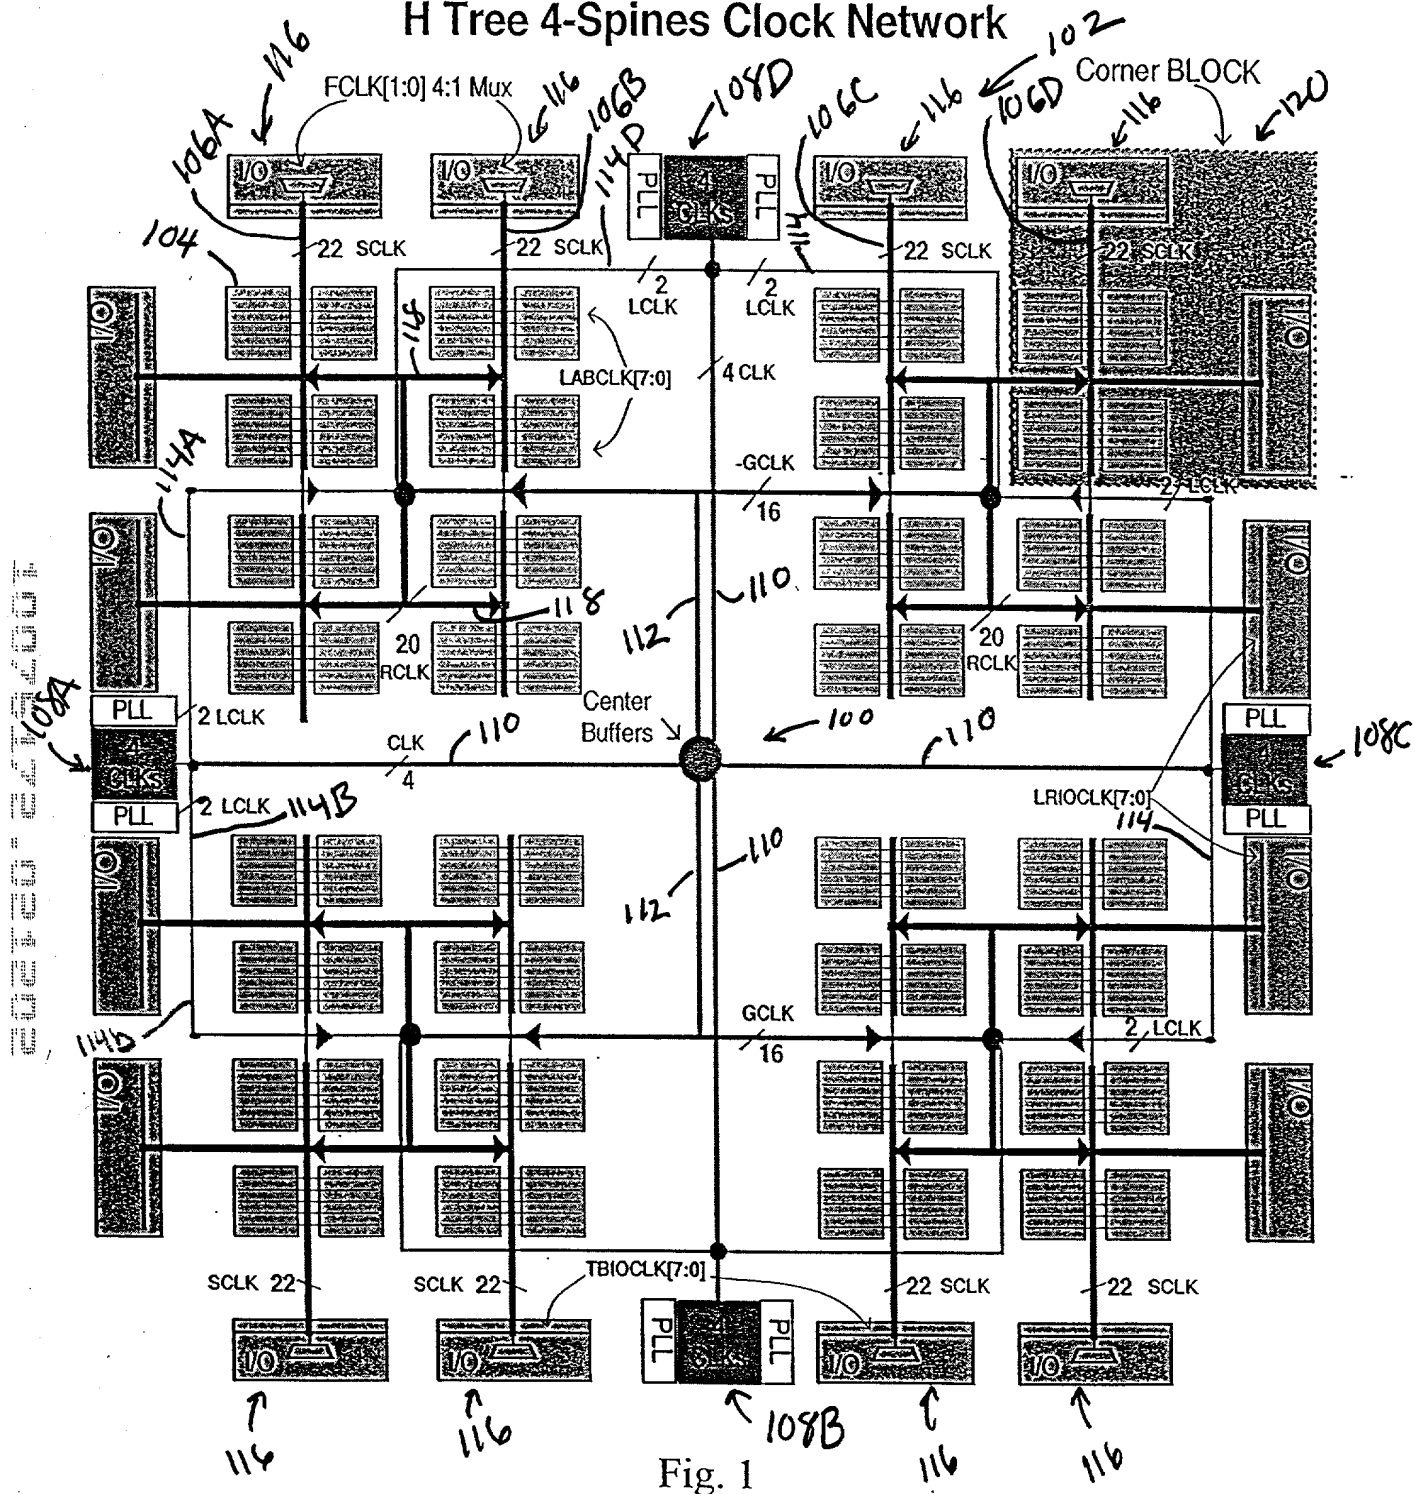 H Tree 4-Spines Clock Network
116
FCLK[1:0] 4:1 Mux
116
106B
108D
102
Corner BLOCK
106A
114D
106C
116
106D
116
120
I/O
I/O
PLL
4
CLKs
PLL
I/O
I/O
104
22 SCLK
22 SCLK
114
22 SCLK
22 SCLK
2
LCLK
2
LCLK
I/O
118
I/O
LABCLK[7:0]
4 CLK
114A
-GCLK
16
2 LCLK
I/O
I/O
118
112
110
20
RCLK
20
RCLK
108A
PLL
2 LCLK
Center
Buffers
100
PLL
4
CLKs
CLK
4
110
110
4
CLKs
108C
PLL
2 LCLK
114B
LRIOCLK[7:0]
114
PLL
I/O
112
110
I/O
114B
GCLK
16
2 LCLK
I/O
I/O
SCLK 22
SCLK 22
TBIOCLK[7:0]
22 SCLK
22 SCLK
I/O
I/O
PLL
4
CLKs
PLL
I/O
I/O
116
116
108B
116
116
Fig. 1